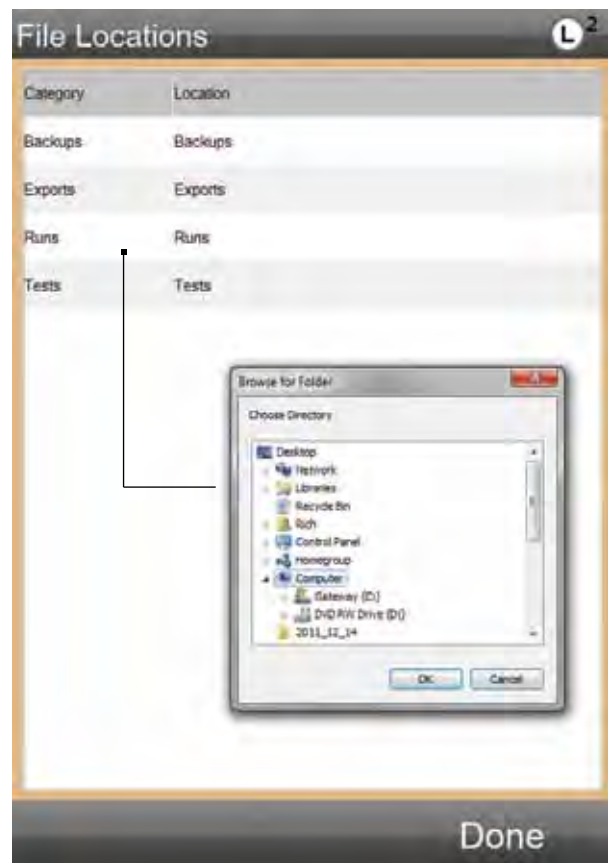 File Locations L2
Category Location
Backups Backups
Exports Exports
Runs Runs
Tests Tests
Browse for Folder
Choose Directory
Desktop
Network
Libraries
Recycle Bin
Rich
Control Panel
Homegroup
Computer
Gateway (C:)
DVD RW Drive (D:)
2011_12_14
OK Cancel
Done